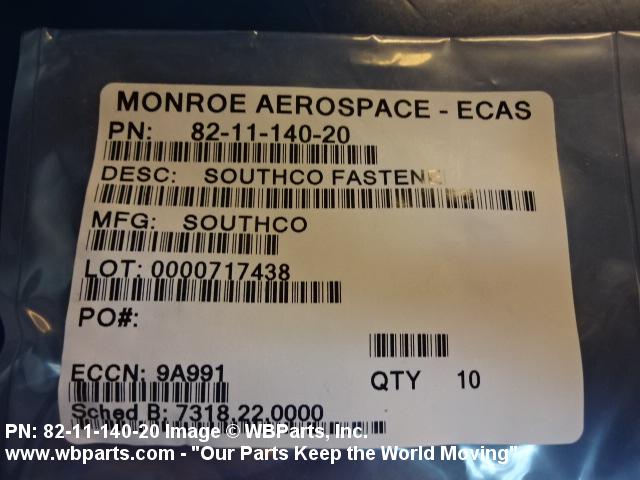 MONROE AEROSPACE - ECAS
PN: 82-11-140-20
DESC: SOUTHCO FASTENE
MFG: SOUTHCO
LOT: 0000717438
PO#:
ECCN: 9A991
QTY 10
Sched B: 7318.22.0000
PN: 82-11-140-20 Image © WBParts, Inc.
www.wbparts.com - "Our Parts Keep the World Moving"